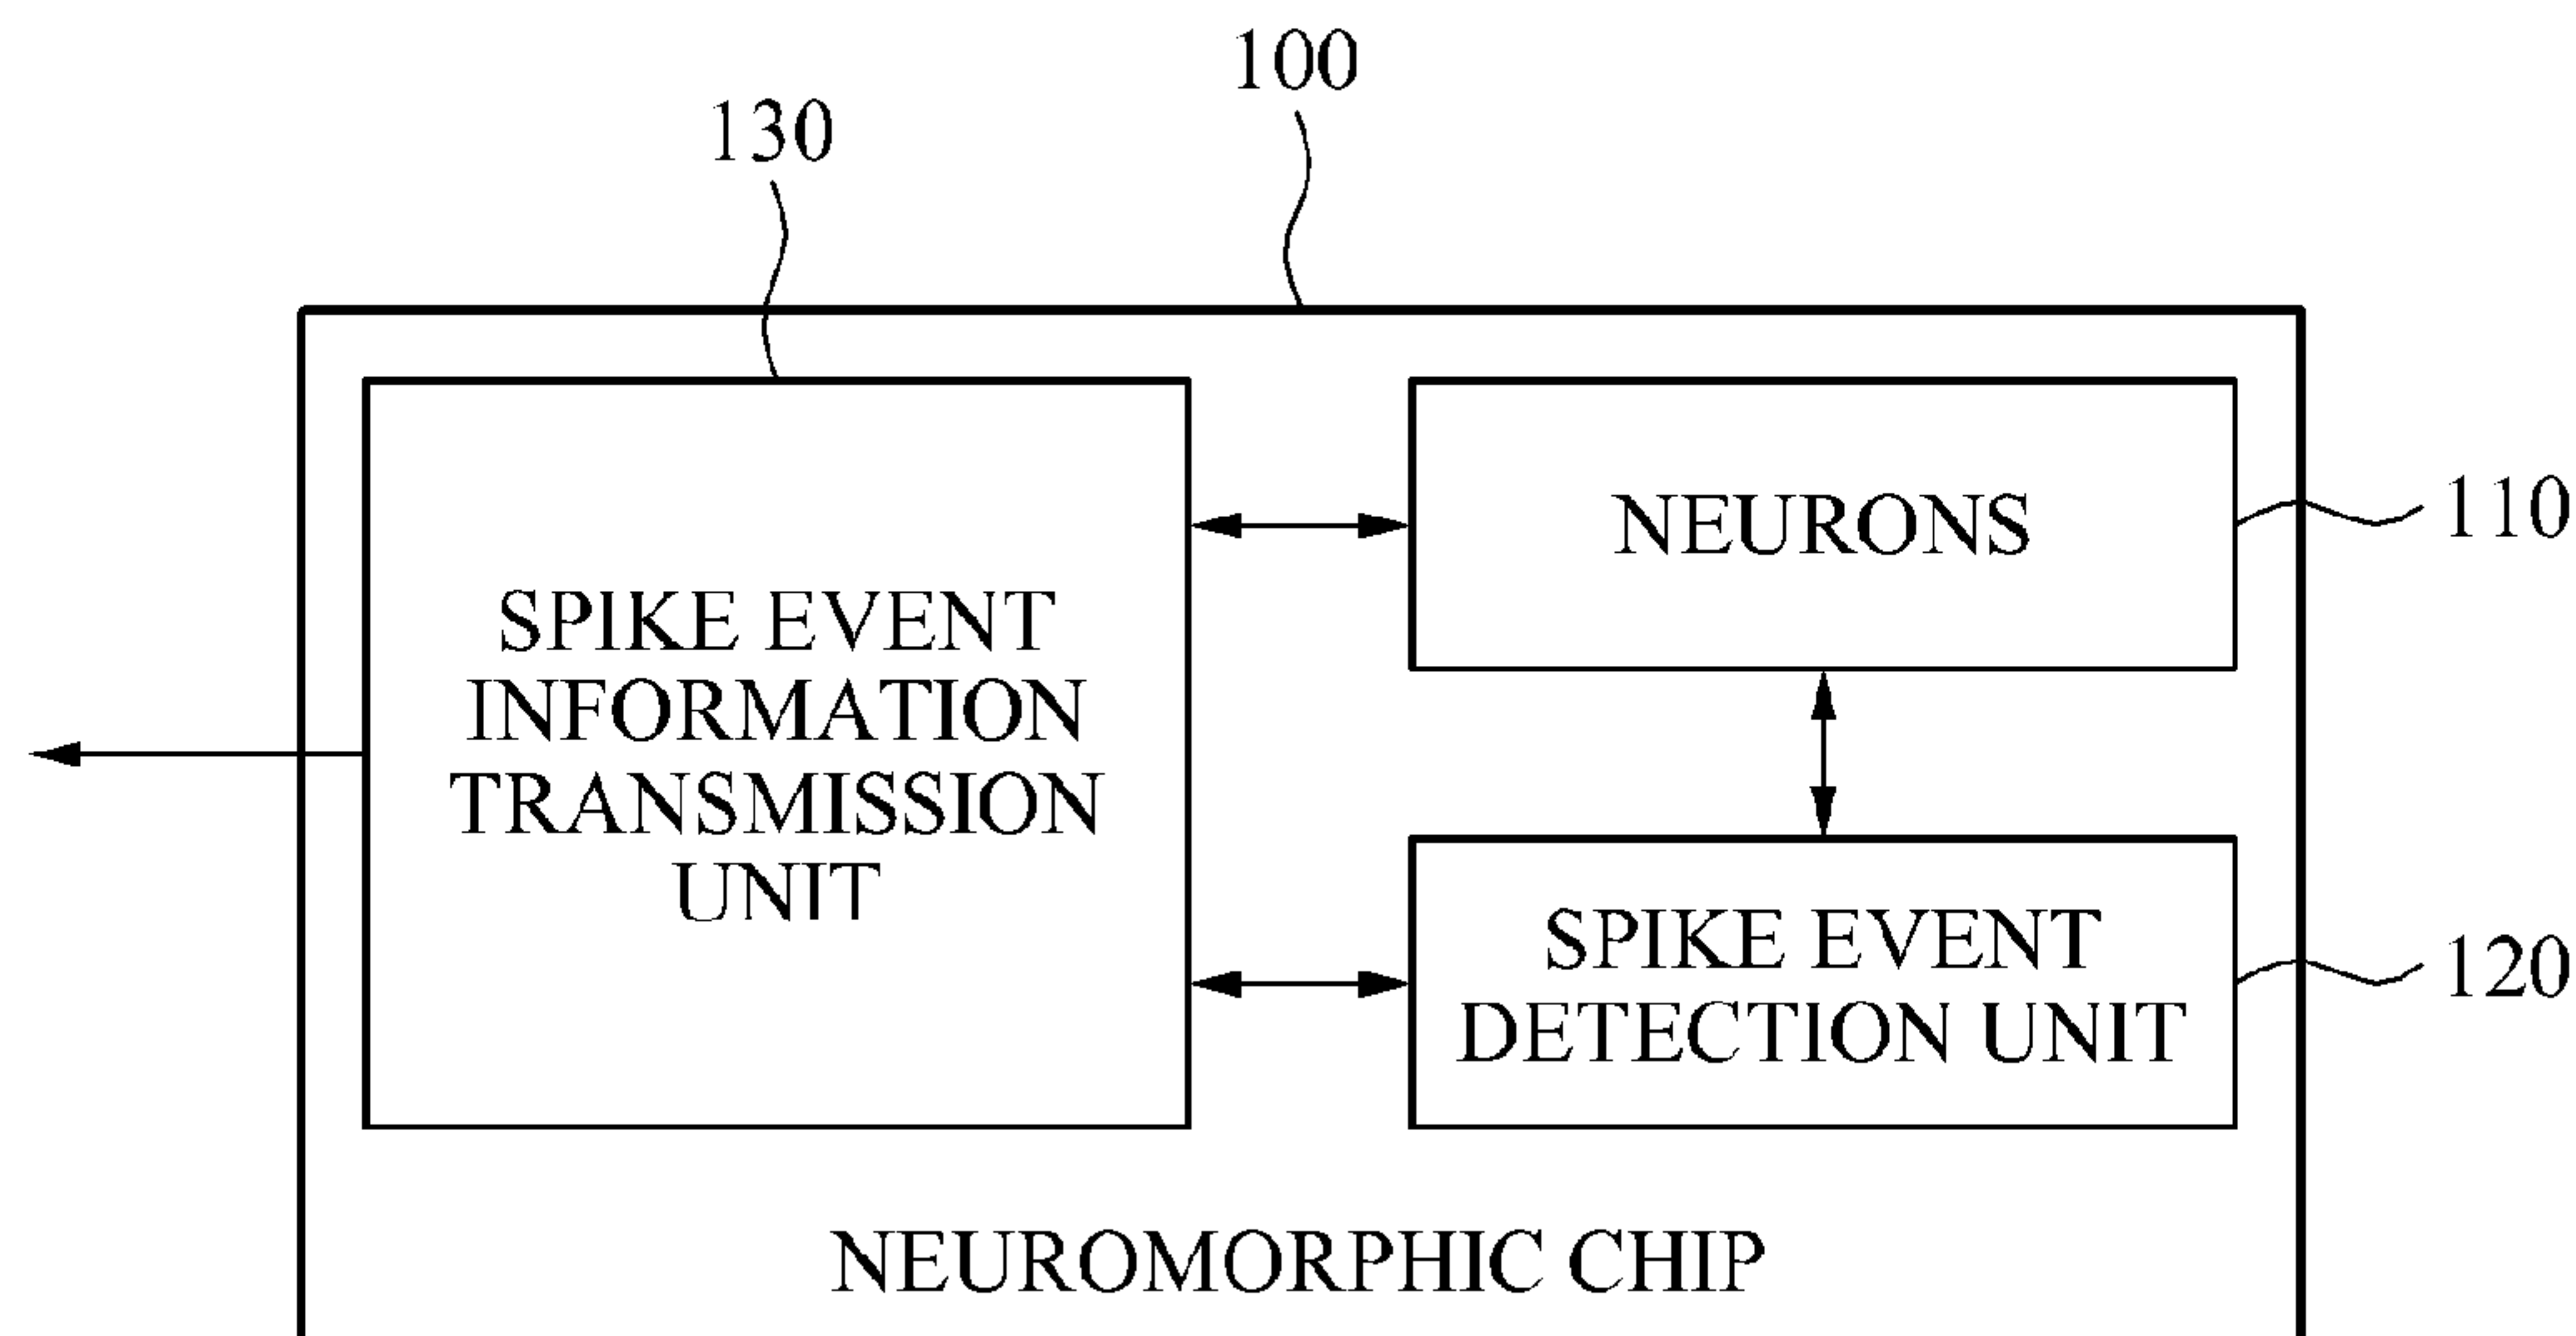 100
130
NEURONS
110
SPIKE EVENT
INFORMATION
TRANSMISSION
UNIT
SPIKE EVENT
DETECTION UNIT
120
NEUROMORPHIC CHIP